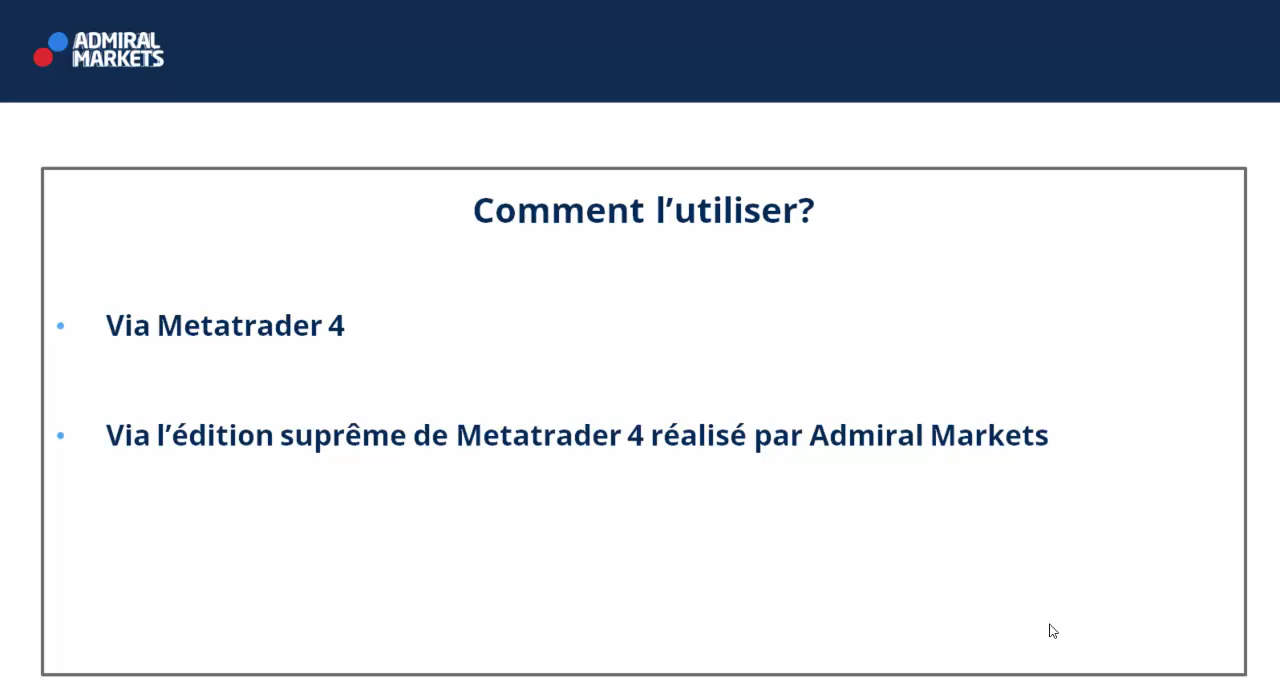 ADMIRAL
MARKETS
Comment l’utiliser?
• Via Metatrader 4
• Via l’édition suprême de Metatrader 4 réalisé par Admiral Markets